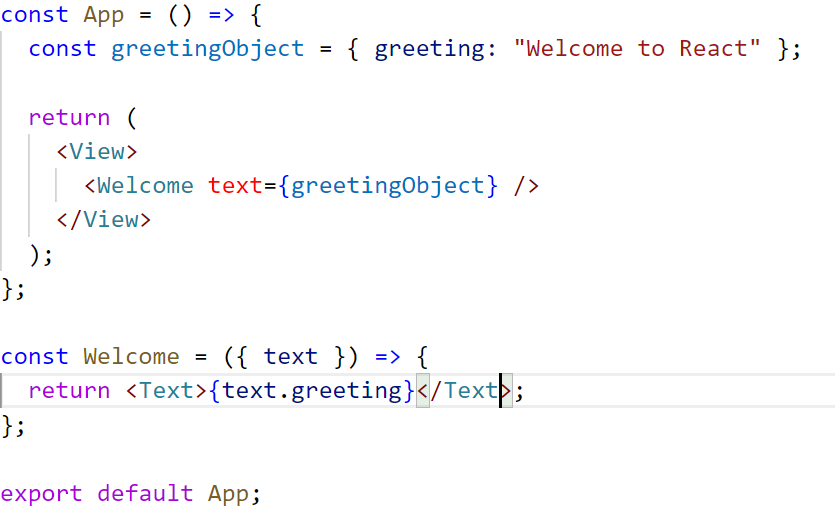 const App = () => {
  const greetingObject = { greeting: "Welcome to React" };

  return (
    <View>
      <Welcome text={greetingObject} />
    </View>
  );
};

const Welcome = ({ text }) => {
  return <Text>{text.greeting}</Text>;
};

export default App;